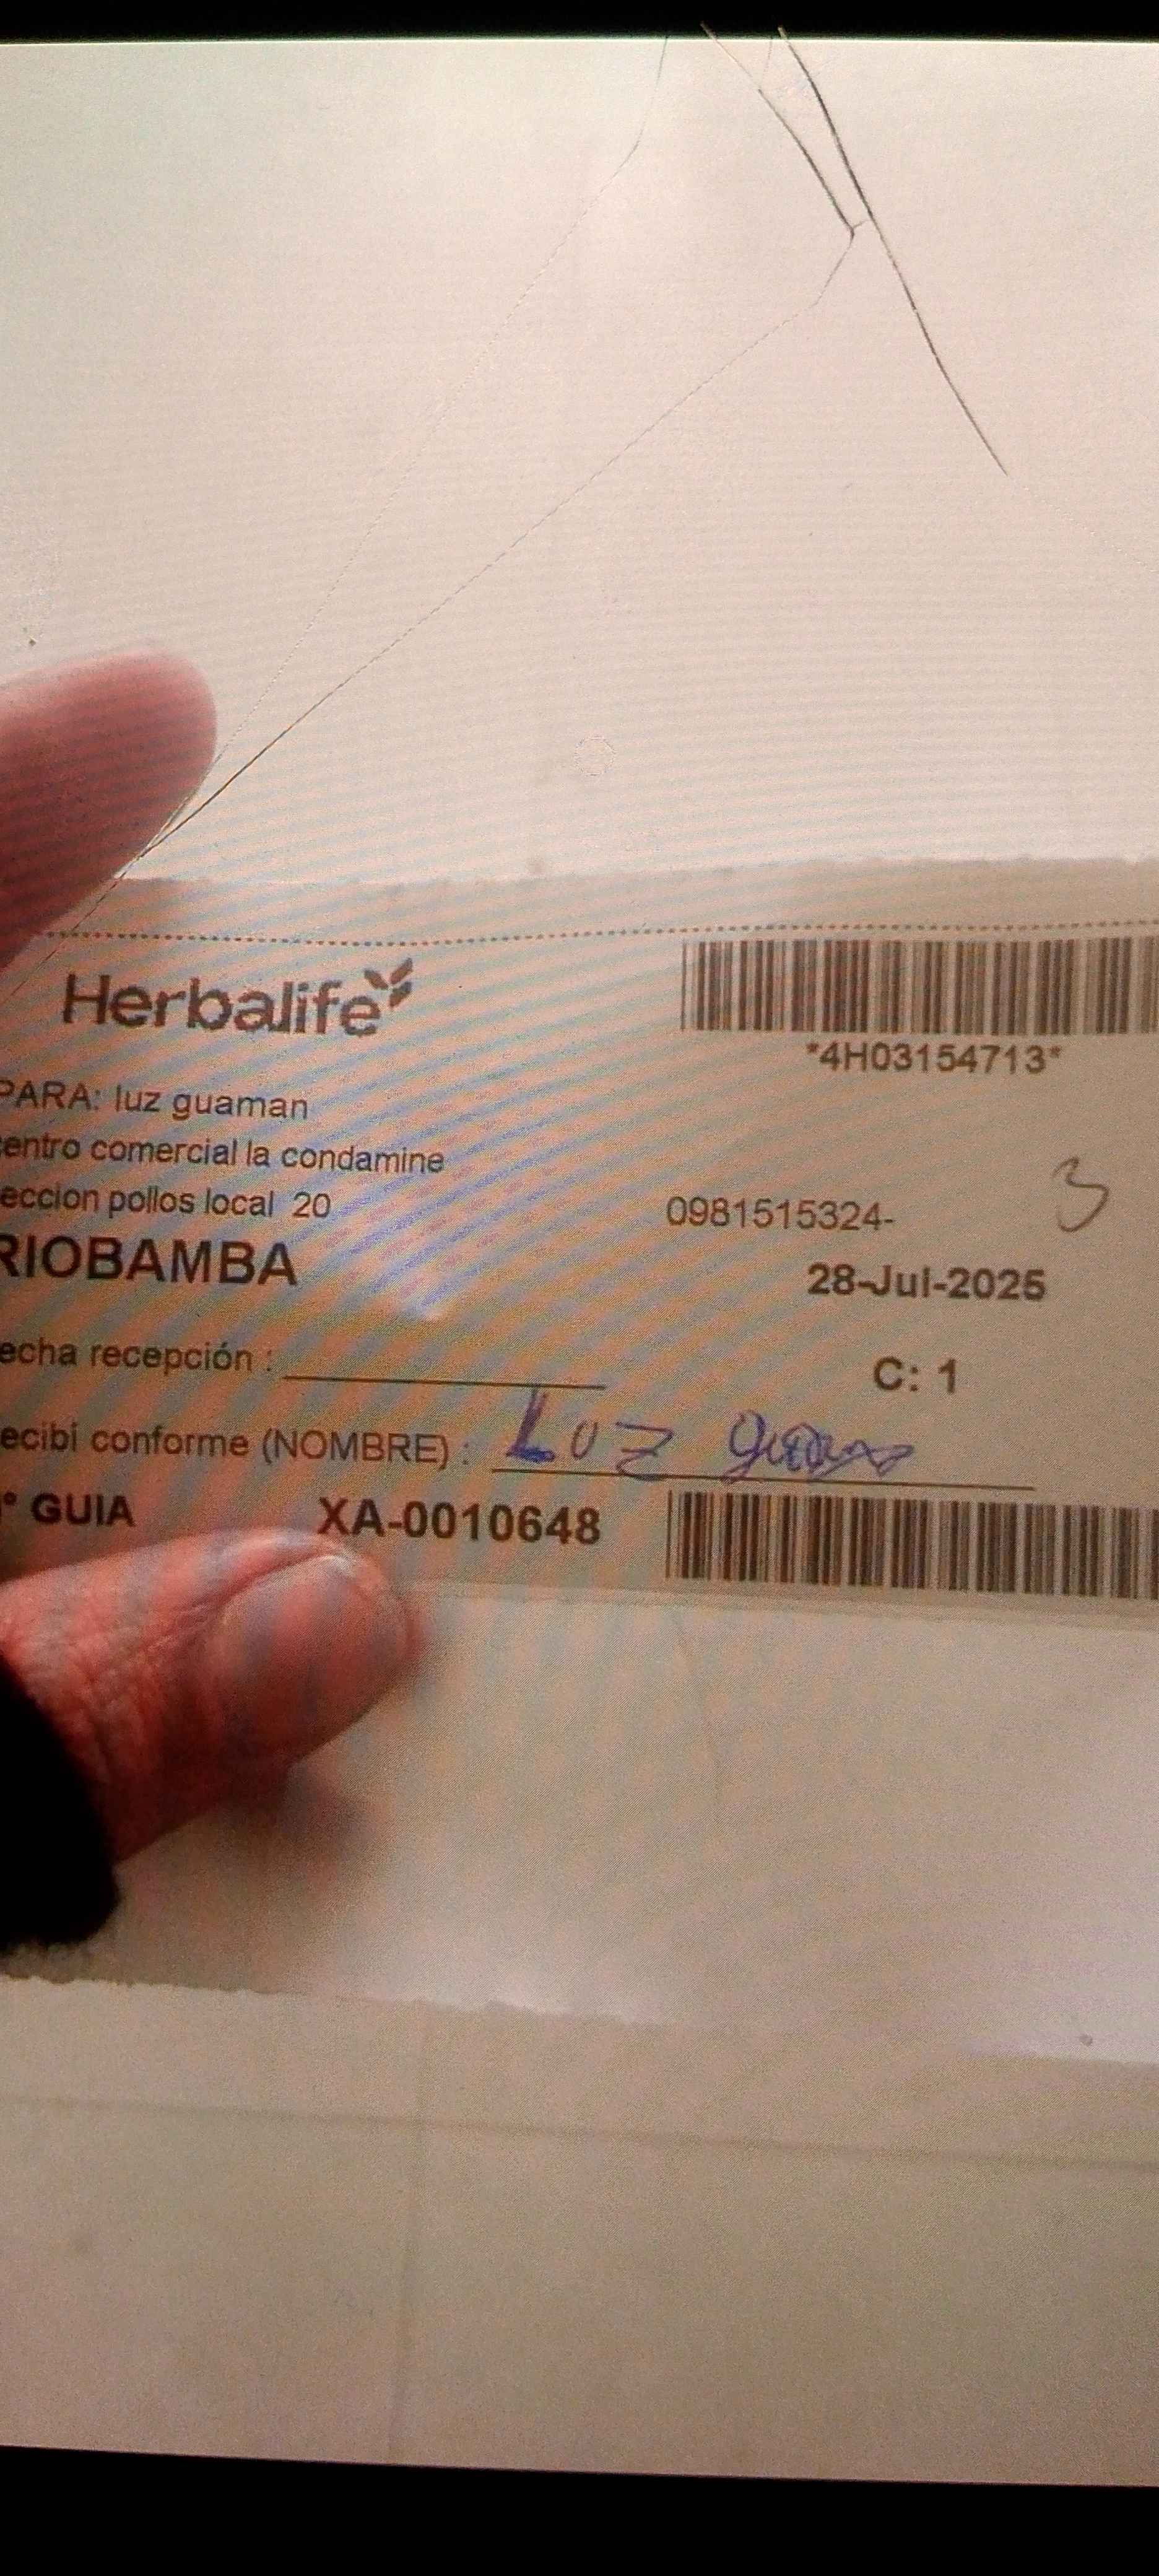 Herbalife
*4H03154713*
PARA: luz guaman
entro comercial la condamine
eccion pollos local 20
0981515324-
3
RIOBAMBA
28-Jul-2025
echa recepción :
C: 1
ecibi conforme (NOMBRE) : Luz
° GUIA XA-0010648